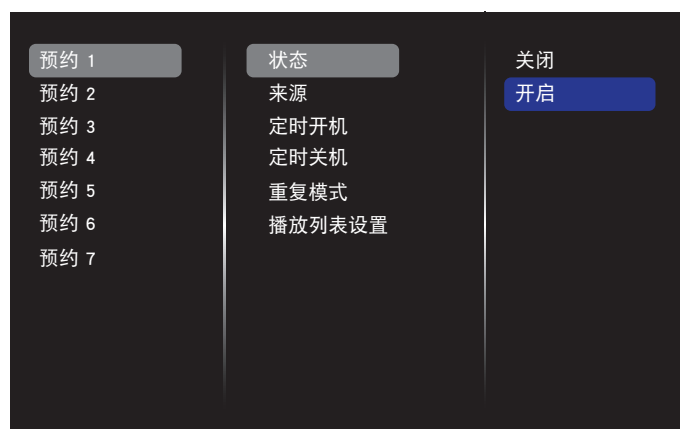 预约 1
预约 2
预约 3
预约 4
预约 5
预约 6
预约 7
状态
来源
定时开机
定时关机
重复模式
播放列表设置
关闭
开启